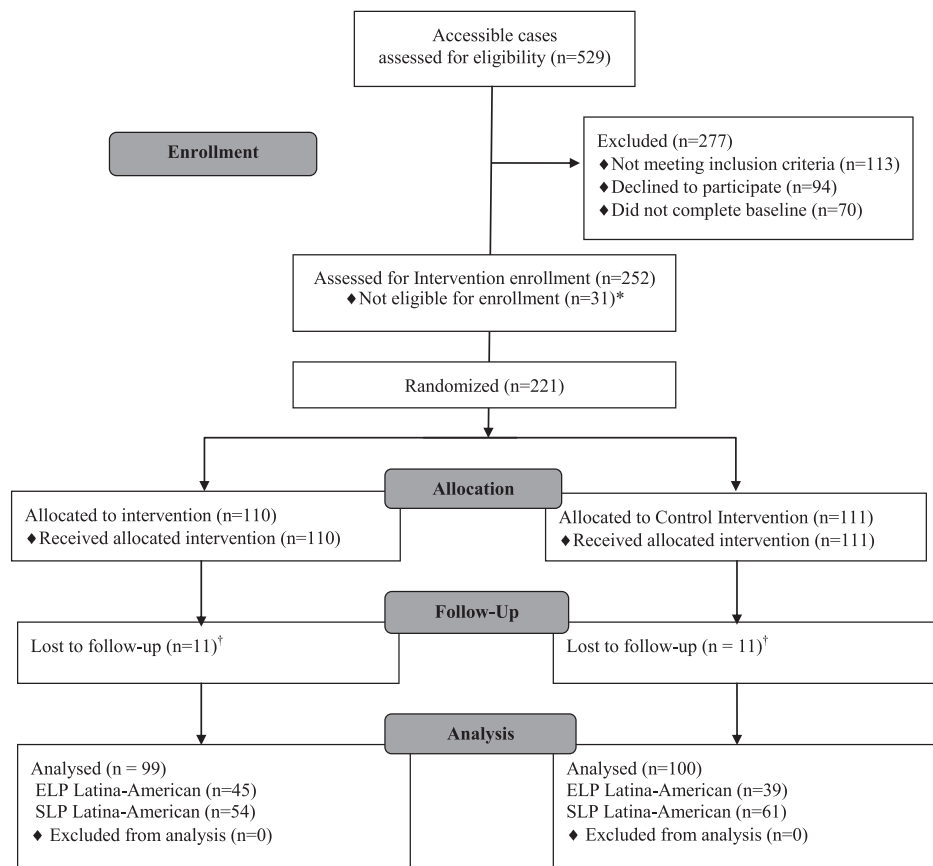 Accessible cases
assessed for eligibility (n=529)
Enrollment
Excluded (n=277)
♦Not meeting inclusion criteria (n=113)
♦Declined to participate (n=94)
♦Did not complete baseline (n=70)
Assessed for Intervention enrollment (n=252)
♦Not eligible for enrollment (n=31)*
Randomized (n=221)
Allocation
Allocated to intervention (n=110)
♦Received allocated intervention (n=110)
Allocated to Control Intervention (n=111)
♦Received allocated intervention (n=111)
Follow-Up
Lost to follow-up (n=11)†
Lost to follow-up (n = 11)†
Analysis
Analysed (n = 99)
ELP Latina-American (n=45)
SLP Latina-American (n=54)
♦ Excluded from analysis (n=0)
Analysed (n=100)
ELP Latina-American (n=39)
SLP Latina-American (n=61)
♦ Excluded from analysis (n=0)